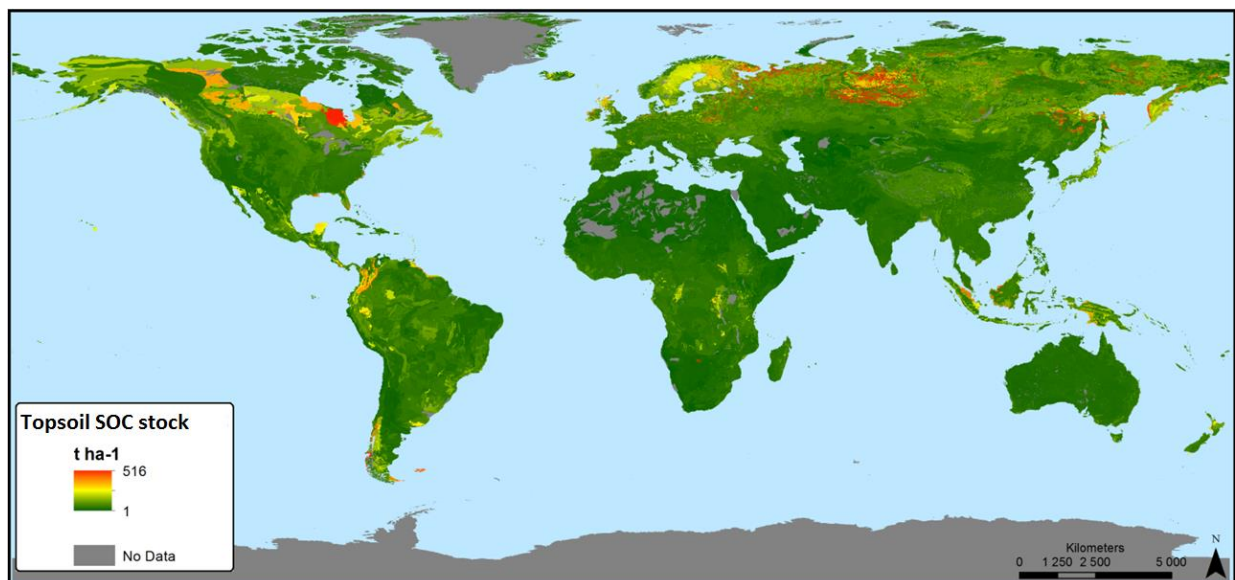 Topsoil SOC stock
t ha-1
516
1
No Data
N
Kilometers
0 1 250 2 500 5 000